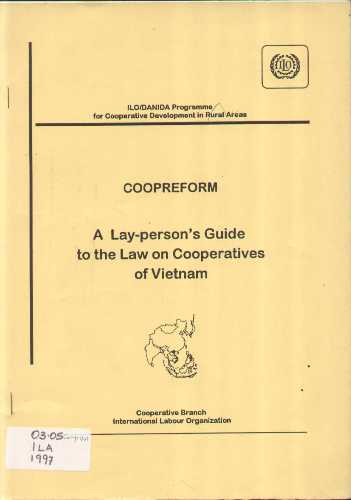 ILO
ILO/DANIDA Programme
for Cooperative Development in Rural Areas
COOPREFORM
A Lay-person's Guide
to the Law on Cooperatives
of Vietnam
Cooperative Branch
International Labour Organization
03.05
ILA
1997